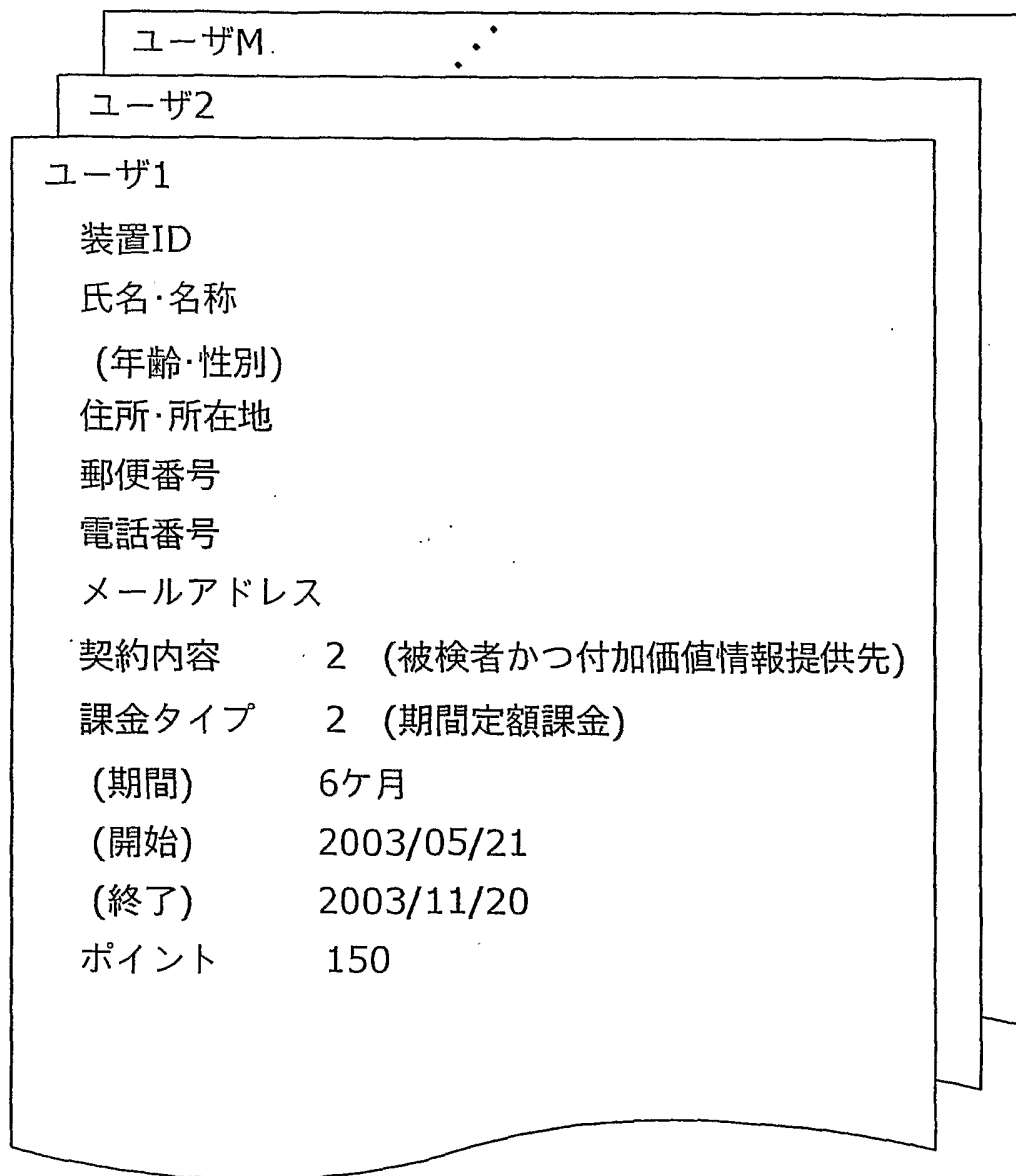 ユーザM
ユーザ2
ユーザ1
装置ID
氏名・名称
(年齢・性別)
住所・所在地
郵便番号
電話番号
メールアドレス
契約内容 2 (被検者かつ付加価値情報提供先)
課金タイプ 2 (期間定額課金)
(期間) 6ケ月
(開始) 2003/05/21
(終了) 2003/11/20
ポイント 150